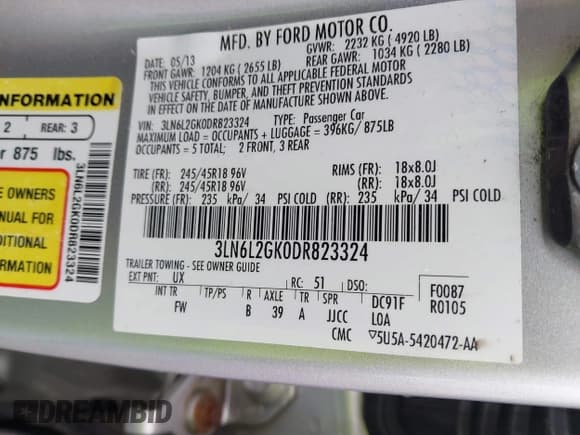 MFD. BY FORD MOTOR CO.
DATE: 05/13 GVWR: 2232 KG ( 4920 LB)
FRONT GAWR: 1204 KG ( 2655 LB) REAR GAWR: 1034 KG ( 2280 LB)
THIS VEHICLE CONFORMS TO ALL APPLICABLE FEDERAL MOTOR
VEHICLE SAFETY, BUMPER, AND THEFT PREVENTION STANDARDS
IN EFFECT ON THE DATE OF MANUFACTURE SHOWN ABOVE.
VIN: 3LN6L2GK0DR823324 TYPE: Passenger Car
MAXIMUM LOAD = OCCUPANTS + LUGGAGE = 396KG/ 875LB
OCCUPANTS = 5 TOTAL; 2 FRONT, 3 REAR
TIRE (FR): 245/45R18 96V RIMS (FR): 18x8.0J
(RR): 245/45R18 96V (RR): 18x8.0J
PRESSURE (FR): 235 kPa/ 34 PSI COLD (RR): 235 kPa/ 34 PSI COLD
3LN6L2GK0DR823324
TRAILER TOWING - SEE OWNER GUIDE
EXT PNT: UX RC: 51 DSO: F0087
INT TR TP/PS R AXLE TR SPR DC91F R0105
FW B 39 A JJCC LOA
CMC ▽5U5A-5420472-AA
INFORMATION
2 REAR: 3
or 875 lbs.
E OWNERS
MANUAL FOR
DITIONAL
FORMATION
3LN6L2GK0DR823324
DREAMBID